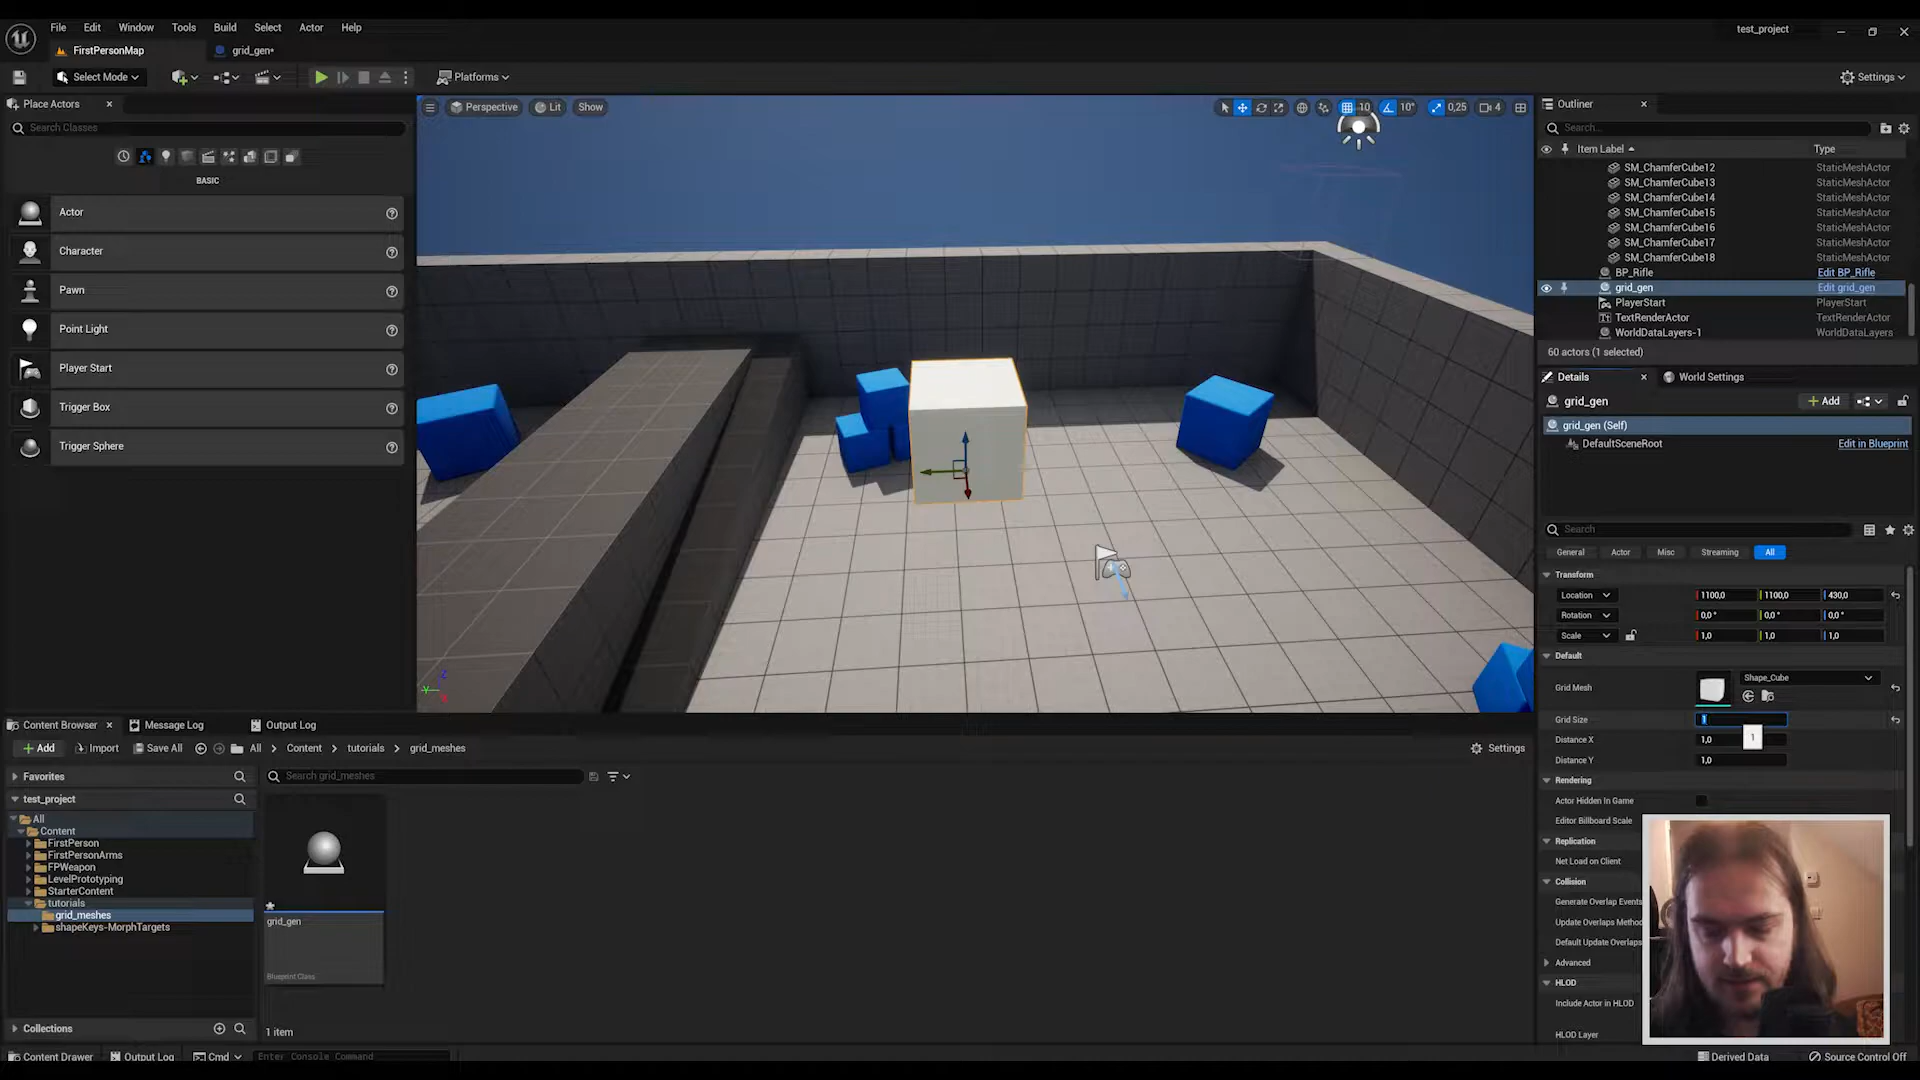 File Edit Window Tools Build Select Actor Help
test_project
FirstPersonMap
grid_gen*
Select Mode
Platforms
Settings
Place Actors
Search Classes
BASIC
Actor
Character
Pawn
Point Light
Player Start
Trigger Box
Trigger Sphere
Perspective
Lit
Show
10
10°
0,25
4
Outliner
Search...
Item Label
Type
SM_ChamferCube12 StaticMeshActor
SM_ChamferCube13 StaticMeshActor
SM_ChamferCube14 StaticMeshActor
SM_ChamferCube15 StaticMeshActor
SM_ChamferCube16 StaticMeshActor
SM_ChamferCube17 StaticMeshActor
SM_ChamferCube18 StaticMeshActor
BP_Rifle Edit BP_Rifle
grid_gen Edit grid_gen
PlayerStart PlayerStart
TextRenderActor TextRenderActor
WorldDataLayers-1 WorldDataLayers
60 actors (1 selected)
Details
World Settings
grid_gen
Add
grid_gen (Self)
DefaultSceneRoot
Edit in Blueprint
Search
General Actor Misc Streaming All
Transform
Location 1100,0 1100,0 430,0
Rotation 0,0° 0,0° 0,0°
Scale 1,0 1,0 1,0
Default
Grid Mesh
Shape_Cube
Grid Size 1
1
Distance X 1,0
Distance Y 1,0
Rendering
Actor Hidden In Game
Editor Billboard Scale
Replication
Net Load on Client
Collision
Generate Overlap Events
Update Overlaps Metho
Default Update Overlaps
Advanced
HLOD
Include Actor in HLOD
HLOD Layer
Z
Y
Content Browser
Message Log
Output Log
Add
Import
Save All
All
Content
tutorials
grid_meshes
Settings
Favorites
Search grid_meshes
test_project
All
Content
FirstPerson
FirstPersonArms
FPWeapon
LevelPrototyping
StarterContent
tutorials
grid_meshes
shapeKeys-MorphTargets
Collections
grid_gen
Blueprint Class
1 item
Content Drawer
Output Log
Cmd
Enter Console Command
Derived Data
Source Control Off